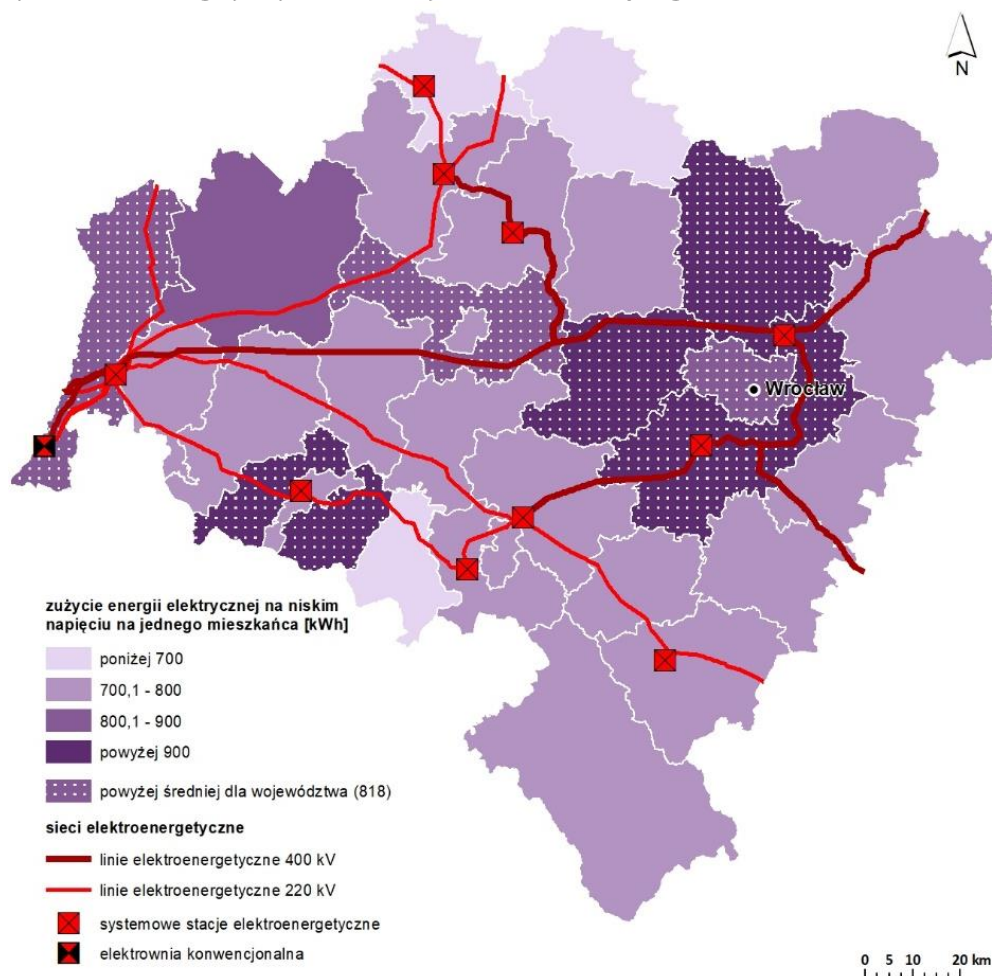 N
Wrocław
zużycie energii elektrycznej na niskim
napięciu na jednego mieszkańca [kWh]
poniżej 700
700,1 - 800
800,1 - 900
powyżej 900
powyżej średniej dla województwa (818)
sieci elektroenergetyczne
linie elektroenergetyczne 400 kV
linie elektroenergetyczne 220 kV
systemowe stacje elektroenergetyczne
elektrownia konwencjonalna
0 5 10 20 km